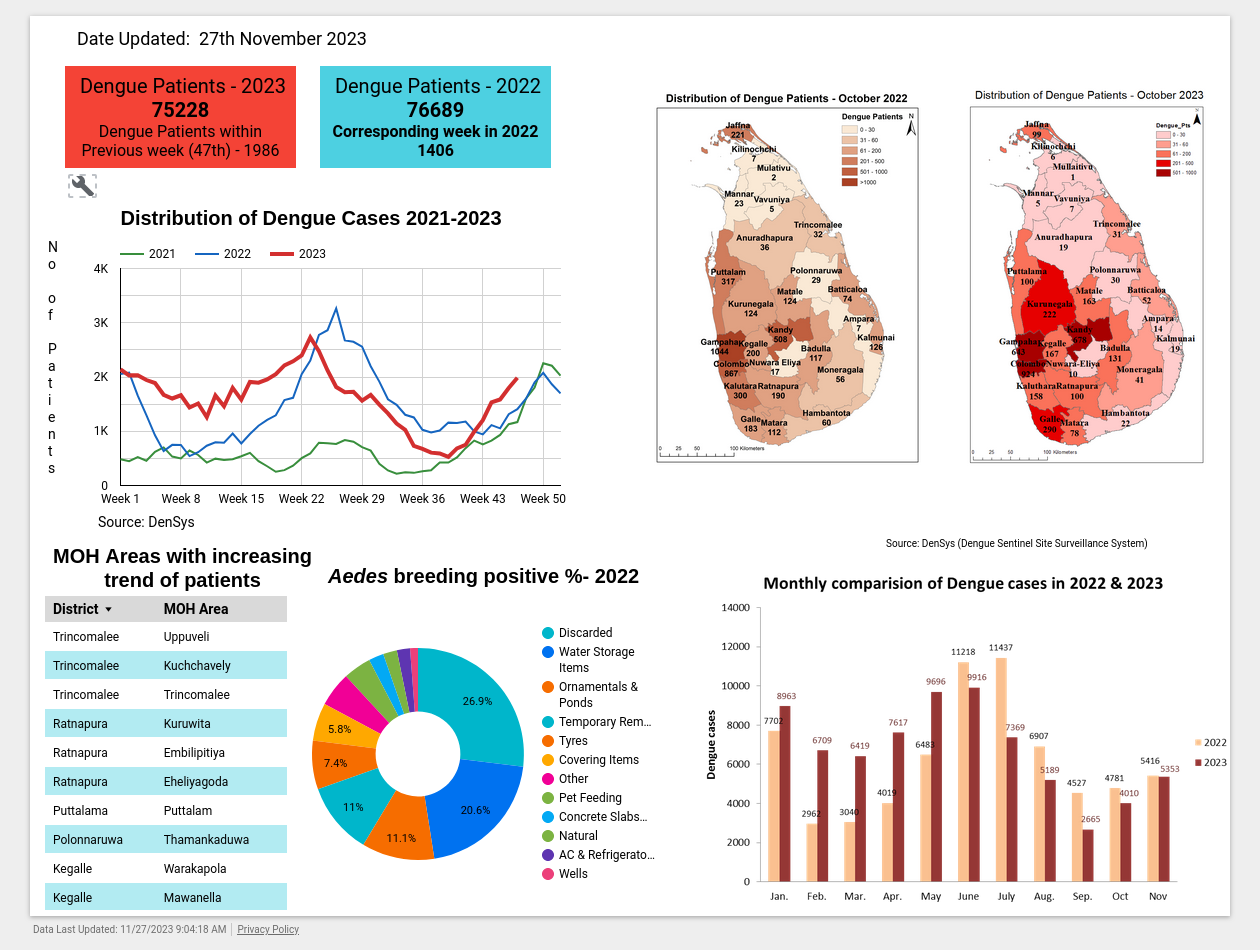 Date Updated: 27th November 2023
Dengue Patients - 2023
75228
Dengue Patients within
Previous week (47th) - 1986
Dengue Patients - 2022
76689
Corresponding week in 2022
1406
Distribution of Dengue Cases 2021-2023
No of Patients
2021
2022
2023
4K
3K
2K
1K
0
Week 1
Week 8
Week 15
Week 22
Week 29
Week 36
Week 43
Week 50
Source: DenSys
Distribution of Dengue Patients - October 2022
Dengue Patients
0 - 30
31 - 60
61 - 200
201 - 500
501 - 1000
>1000
N
Jaffna
221
Kilinochchi
7
Mulativu
2
Mannar
23
Vavuniya
5
Trincomalee
32
Anuradhapura
36
Puttalam
317
Polonnaruwa
29
Matale
124
Batticaloa
74
Kurunegala
124
Ampara
7
Kandy
508
Kalmunai
126
Gampaha
1044
Kegalle
200
Badulla
117
Colombo
867
Nuwara Eliya
17
Moneragala
56
Kalutara
300
Ratnapura
190
Hambantota
60
Galle
183
Matara
112
0 25 50 100 Kilometers
Distribution of Dengue Patients - October 2023
Dengue_Pts
0 - 30
31 - 60
61 - 200
201 - 500
501 - 1000
N
Jaffna
99
Kilinochchi
6
Mullaitivu
1
Mannar
5
Vavuniya
7
Trincomalee
31
Anuradhapura
19
Puttalama
100
Polonnaruwa
30
Matale
163
Batticaloa
52
Kurunegala
222
Ampara
14
Kandy
Kalmunai
19
Gampaha
Kegalle
167
Badulla
131
Colombo
Nuwara-Eliya
10
Moneragala
41
Kaluthara
158
Ratnapura
100
Hambantota
22
Galle
290
Matara
78
0 25 50 100 Kilometers
Source: DenSys (Dengue Sentinel Site Surveillance System)
MOH Areas with increasing
trend of patients
District MOH Area
Trincomalee Uppuveli
Trincomalee Kuchchavely
Trincomalee Trincomalee
Ratnapura Kuruwita
Ratnapura Embilipitiya
Ratnapura Eheliyagoda
Puttalama Puttalam
Polonnaruwa Thamankaduwa
Kegalle Warakapola
Kegalle Mawanella
Aedes breeding positive %- 2022
26.9%
20.6%
11.1%
11%
7.4%
5.8%
Discarded
Water Storage
Items
Ornamentals &
Ponds
Temporary Rem...
Tyres
Covering Items
Other
Pet Feeding
Concrete Slabs...
Natural
AC & Refrigerato...
Wells
Monthly comparision of Dengue cases in 2022 & 2023
Dengue cases
14000
12000
10000
8000
6000
4000
2000
0
7702
8963
2962
6709
3040
6419
4019
7617
6483
9696
11218
9916
11437
7369
6907
5189
4527
2665
4781
4010
5416
5353
Jan.
Feb.
Mar.
Apr.
May
June
July
Aug.
Sep.
Oct
Nov
2022
2023
Data Last Updated: 11/27/2023 9:04:18 AM
Privacy Policy